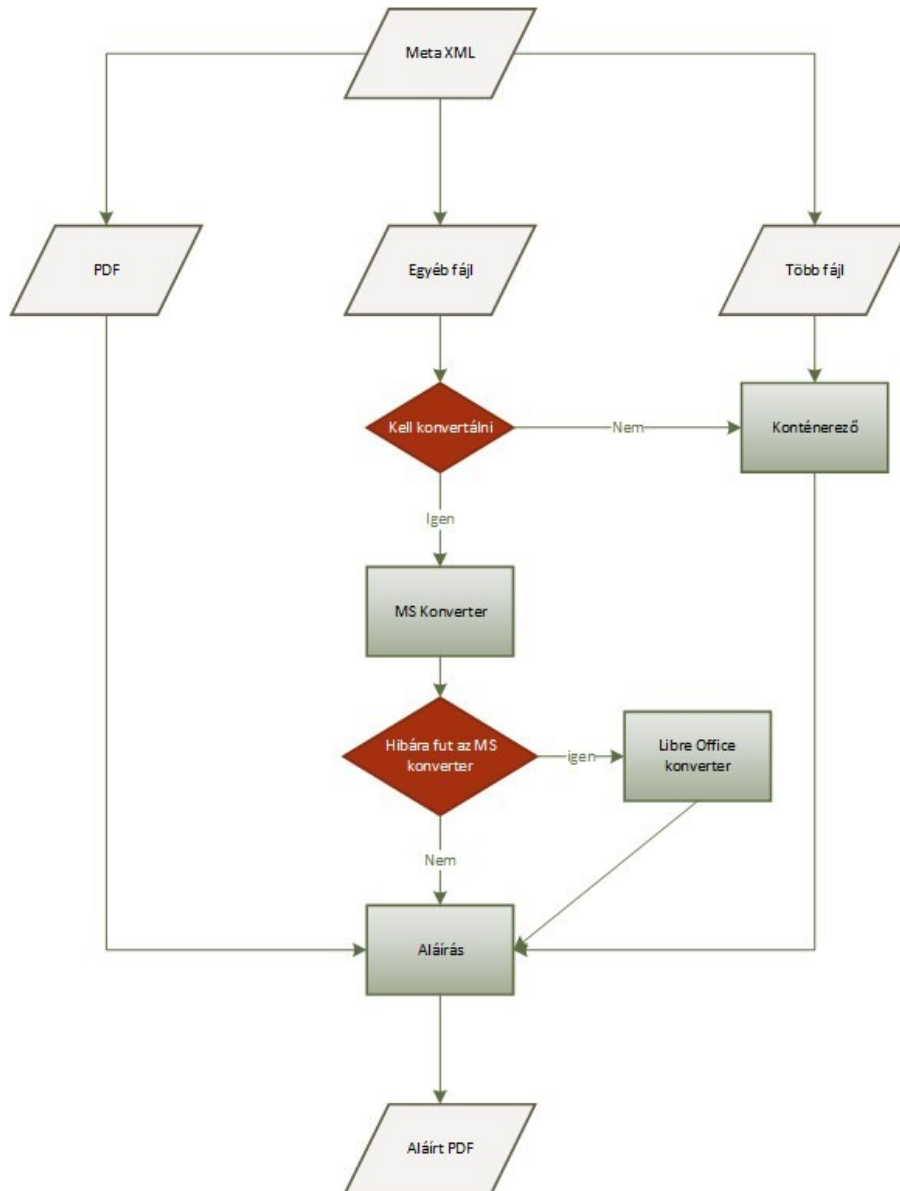 Meta XML
PDF
Egyéb fájl
Több fájl
Kell konvertálni
Nem
Konténerező
Igen
MS Konverter
Hibára fut az MS
konverter
igen
Libre Office
konverter
Nem
Aláírás
Aláírt PDF